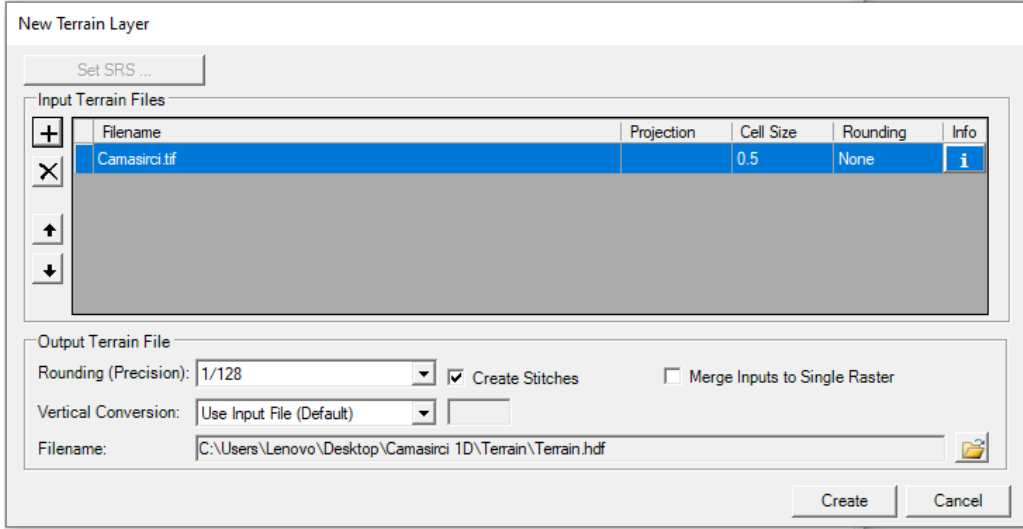 New Terrain Layer
Set SRS ...
Input Terrain Files
Filename Projection Cell Size Rounding Info
Camasirci.tif 0.5 None i
Output Terrain File
Rounding (Precision): 1/128 Create Stitches Merge Inputs to Single Raster
Vertical Conversion: Use Input File (Default)
Filename: C:\Users\Lenovo\Desktop\Camasirci 1D\Terrain\Terrain.hdf
Create Cancel